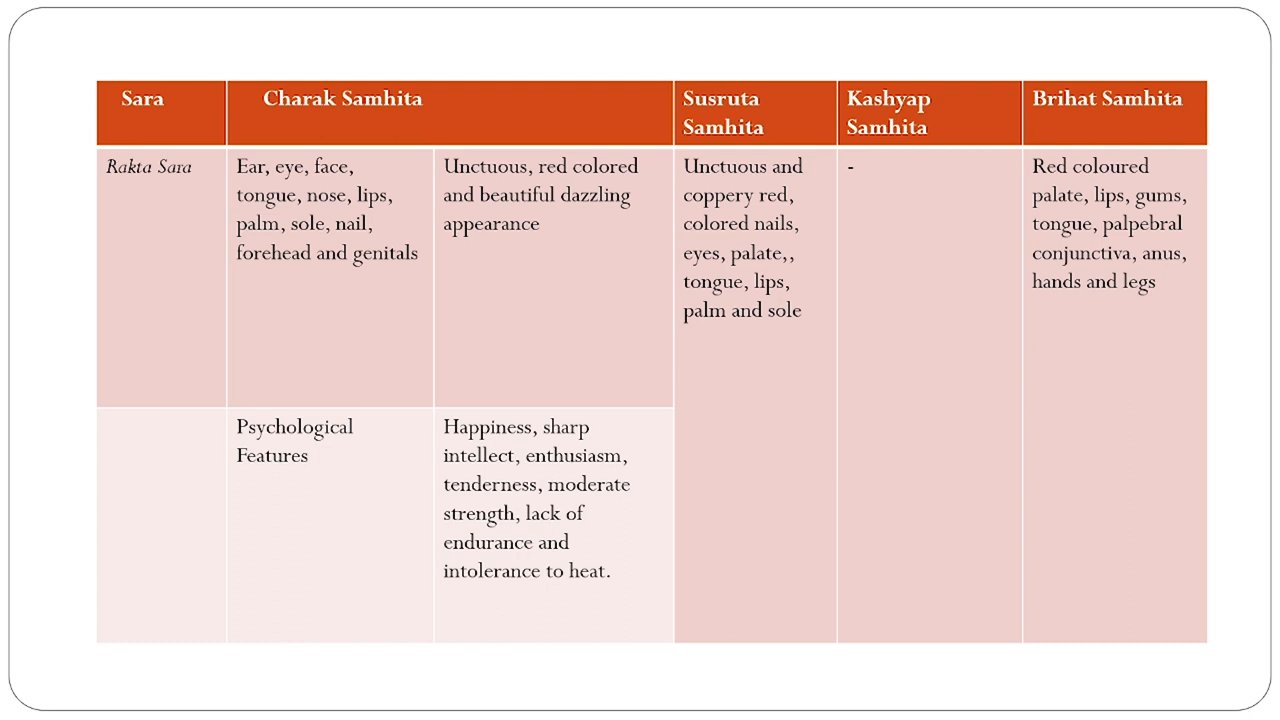 Sara
Charak Samhita
Susruta
Samhita
Kashyap
Samhita
Brihat Samhita
Rakta Sara
Ear, eye, face,
tongue, nose, lips,
palm, sole, nail,
forehead and genitals
Unctuous, red colored
and beautiful dazzling
appearance
Unctuous and
coppery red,
colored nails,
eyes, palate,,
tongue, lips,
palm and sole
-
Red coloured
palate, lips, gums,
tongue, palpebral
conjunctiva, anus,
hands and legs
Psychological
Features
Happiness, sharp
intellect, enthusiasm,
tenderness, moderate
strength, lack of
endurance and
intolerance to heat.